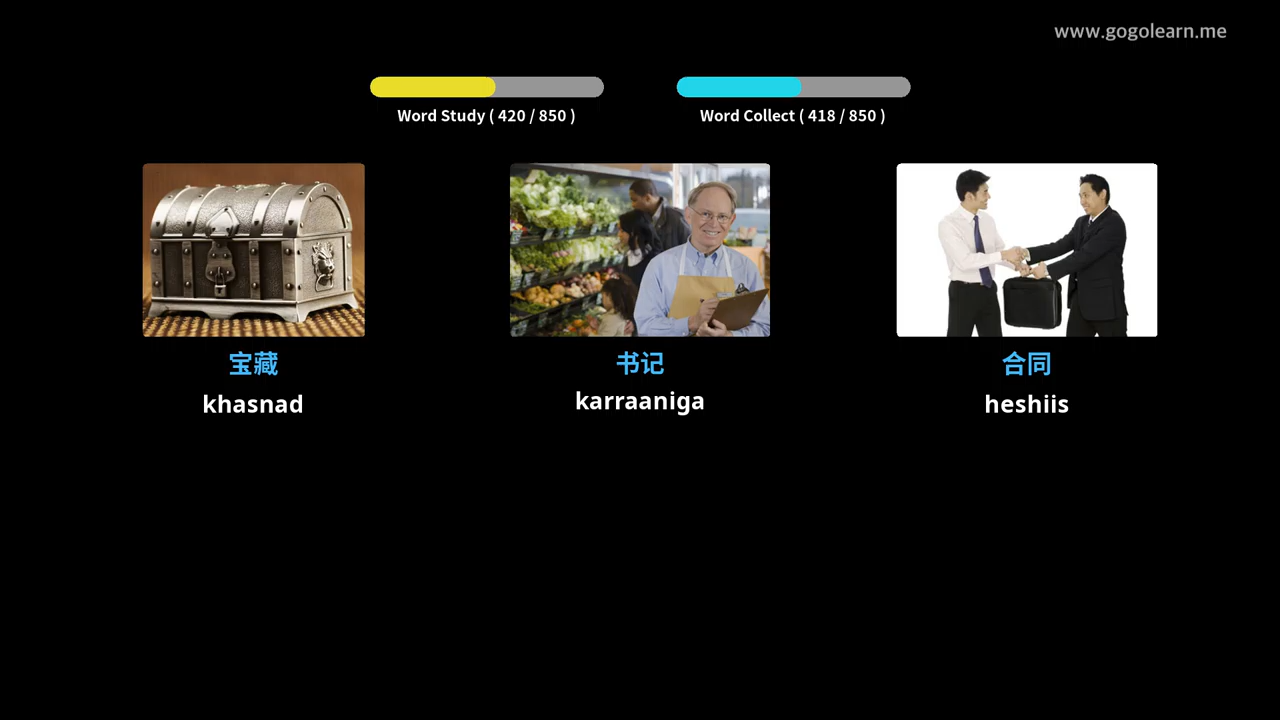 www.gogolearn.me
Word Study ( 420 / 850 )
Word Collect ( 418 / 850 )
宝藏
书记
合同
khasnad
karraaniga
heshiis